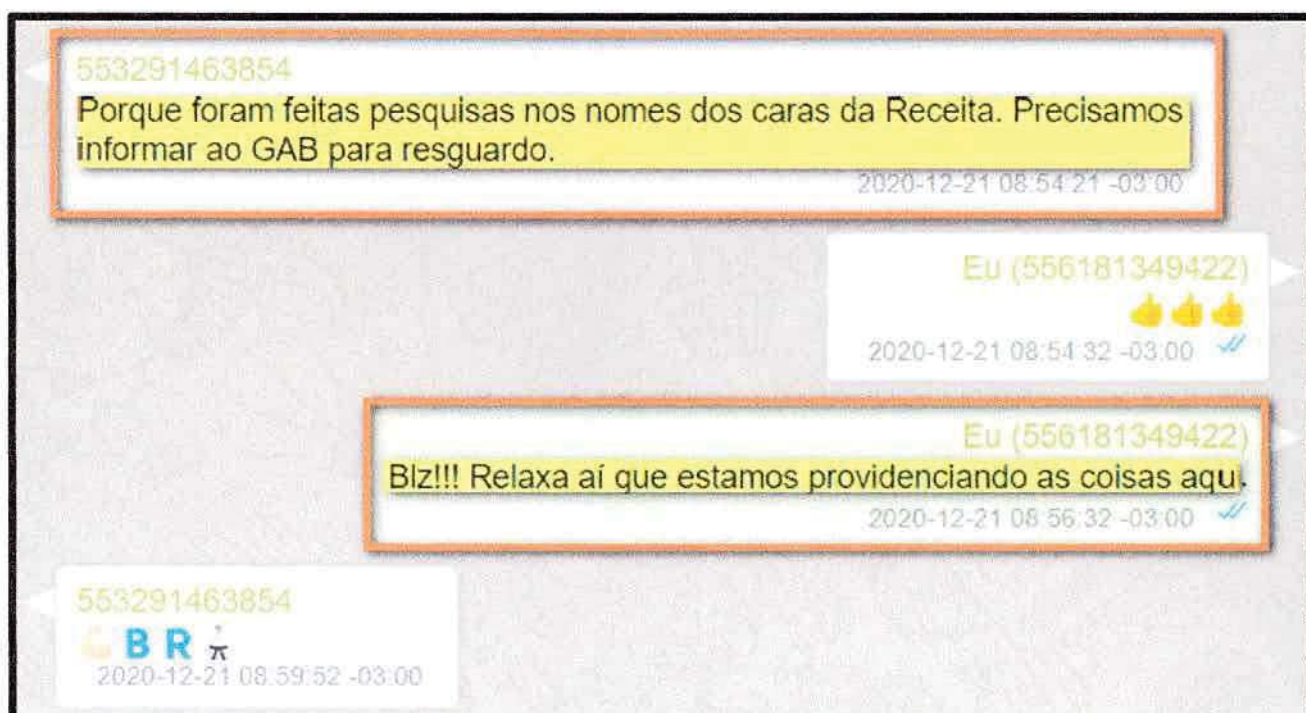 553291463854
Porque foram feitas pesquisas nos nomes dos caras da Receita. Precisamos
informar ao GAB para resguardo.
2020-12-21 08:54:21 -03:00
Eu (556181349422)
👍👍👍
2020-12-21 08:54:32 -03:00
Eu (556181349422)
Blz!!! Relaxa aí que estamos providenciando as coisas aqui.
2020-12-21 08:56:32 -03:00
553291463854
B R
2020-12-21 08:59:52 -03:00